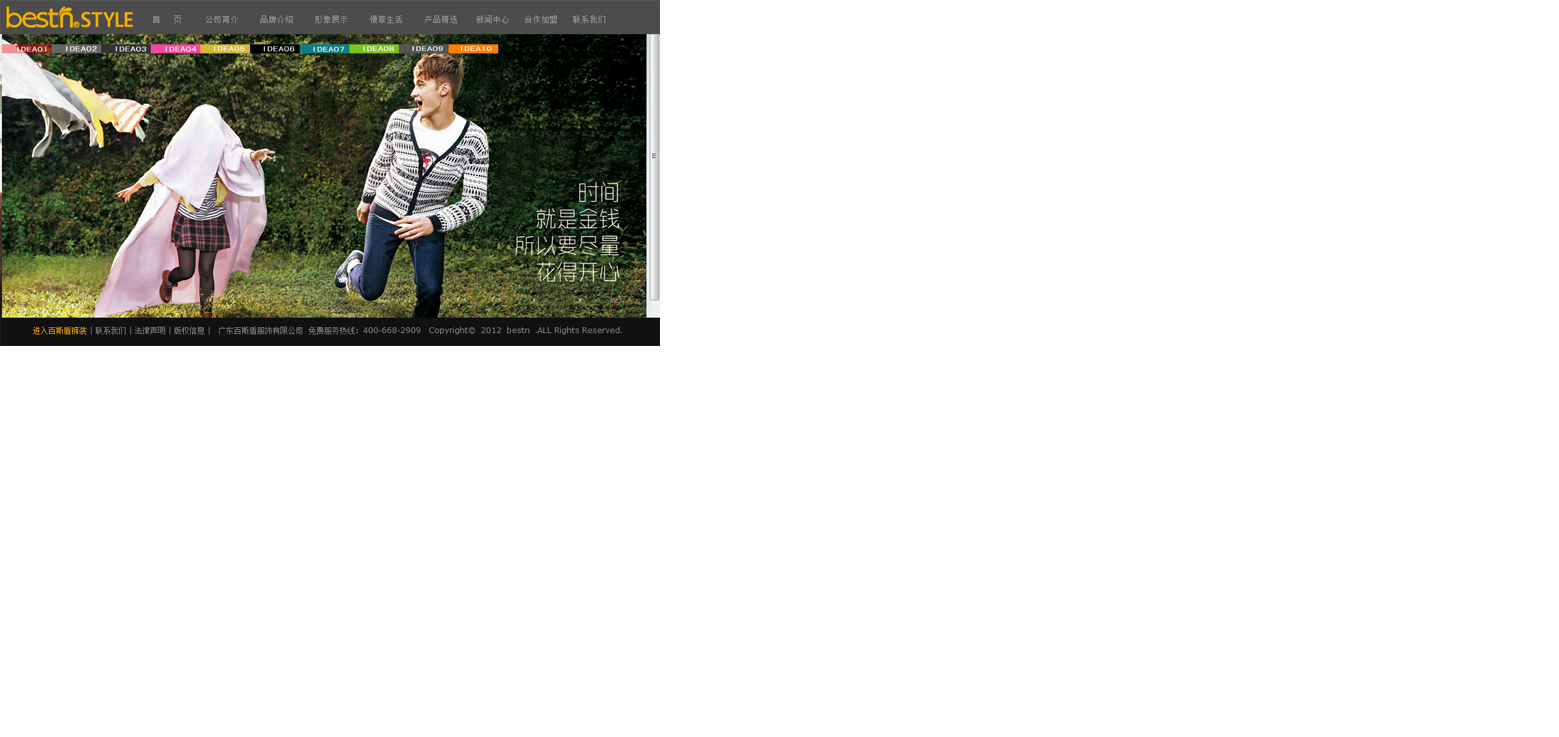 bestn®STYLE
首 页 公司简介 品牌介绍 形象展示 慢享生活 产品精选 新闻中心 合作加盟 联系我们
IDEA01 IDEA02 IDEA03 IDEA04 IDEA05 IDEA06 IDEA07 IDEA08 IDEA09 IDEA10
时间
就是金钱
所以要尽量
花得开心
进入百斯盾裤装 | 联系我们 | 法律声明 | 版权信息 | 广东百斯盾服饰有限公司 免费服务热线：400-668-2909 Copyright© 2012 bestn .ALL Rights Reserved.